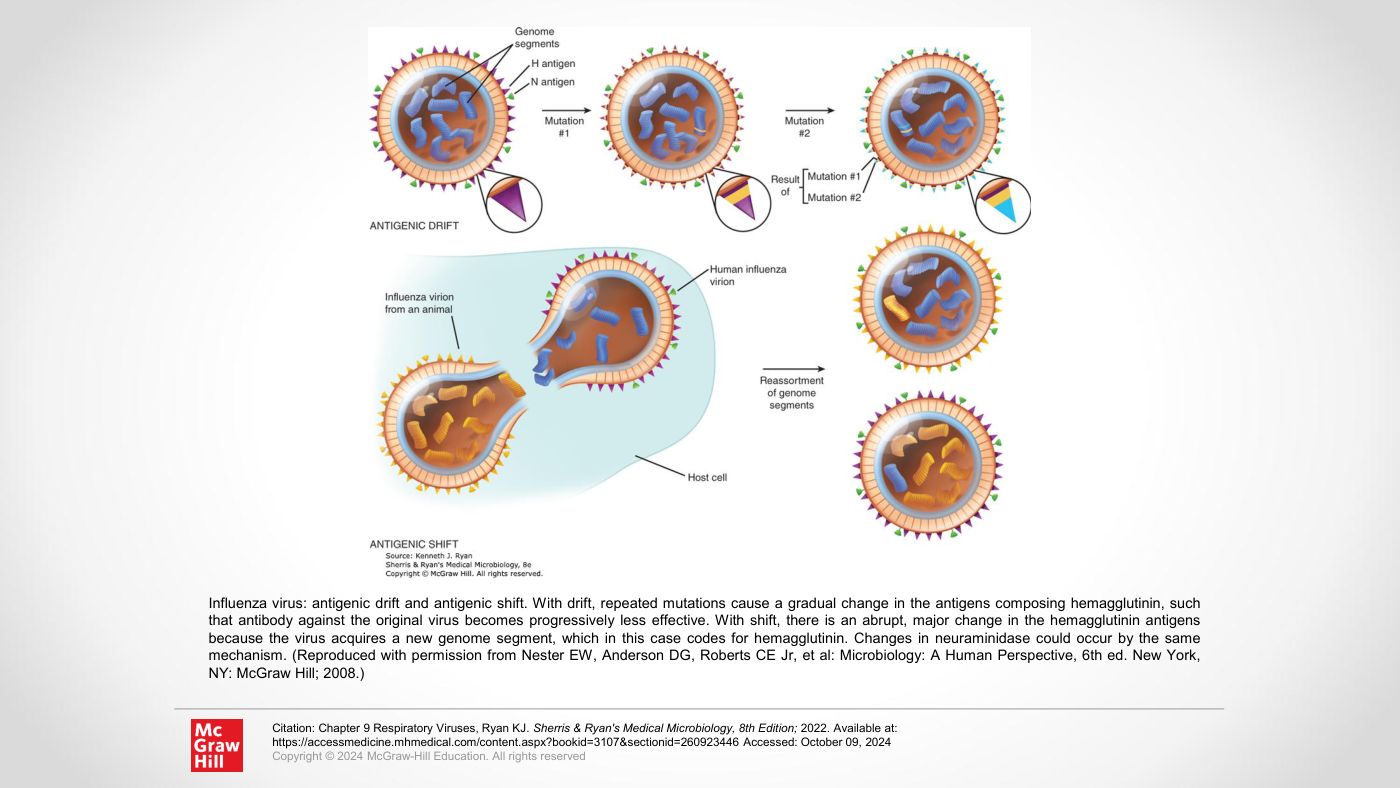 Genome
segments
H antigen
N antigen
Mutation
#1
Mutation
#2
Result
of
Mutation #1
Mutation #2
ANTIGENIC DRIFT
Human influenza
virion
Influenza virion
from an animal
Reassortment
of genome
segments
Host cell
ANTIGENIC SHIFT
Source: Kenneth J. Ryan
Sherris & Ryan's Medical Microbiology, 8e
Copyright © McGraw Hill. All rights reserved.
Influenza virus: antigenic drift and antigenic shift. With drift, repeated mutations cause a gradual change in the antigens composing hemagglutinin, such
that antibody against the original virus becomes progressively less effective. With shift, there is an abrupt, major change in the hemagglutinin antigens
because the virus acquires a new genome segment, which in this case codes for hemagglutinin. Changes in neuraminidase could occur by the same
mechanism. (Reproduced with permission from Nester EW, Anderson DG, Roberts CE Jr, et al: Microbiology: A Human Perspective, 6th ed. New York,
NY: McGraw Hill; 2008.)
Mc
Graw
Hill
Citation: Chapter 9 Respiratory Viruses, Ryan KJ. Sherris & Ryan's Medical Microbiology, 8th Edition; 2022. Available at:
https://accessmedicine.mhmedical.com/content.aspx?bookid=3107&sectionid=260923446 Accessed: October 09, 2024
Copyright © 2024 McGraw-Hill Education. All rights reserved